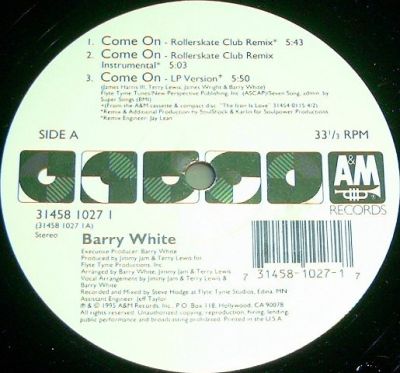 1. Come On - Rollerskate Club Remix* 5:43
2. Come On - Rollerskate Club Remix
Instrumental* 5:03
3. Come On - LP Version+ 5:50
(James Harris III, Terry Lewis, James Wright & Barry White)
Flyte Tyme Tunes/New Perspective Publishing, Inc. (ASCAP)/Seven Song, admin. by
Super Songs (BMI)
+(From the A&M cassette and compact disc "The Icon Is Love" 31454 0115 4/2)
*Remix & Additional Production by SoulShock & Karlin for Soulpower Productions
*Remix Engineer: Jay Lean
SIDE A
33 1/3 RPM
A&M
RECORDS
31458 1027 1
(31458 1027 1A)
Stereo
Barry White
Executive Producer: Barry White
Produced by Jimmy Jam & Terry Lewis for
Flyte Tyme Productions Inc.
Arranged by Barry White, Jimmy Jam & Terry Lewis
Vocal Arrangement by Jimmy Jam & Terry Lewis &
Barry White
Recorded and Mixed by Steve Hodge at Flyte Tyme Studios, Edina, MN
Assistant Engineer: Jeff Taylor
7 31458-1027-1 7
℗ © 1995 A&M Records, Inc. P.O. Box 118, Hollywood, CA 90078
All rights reserved. Unauthorized copying, reproduction, hiring, lending,
public performance and broadcasting prohibited. Printed in the U.S.A.